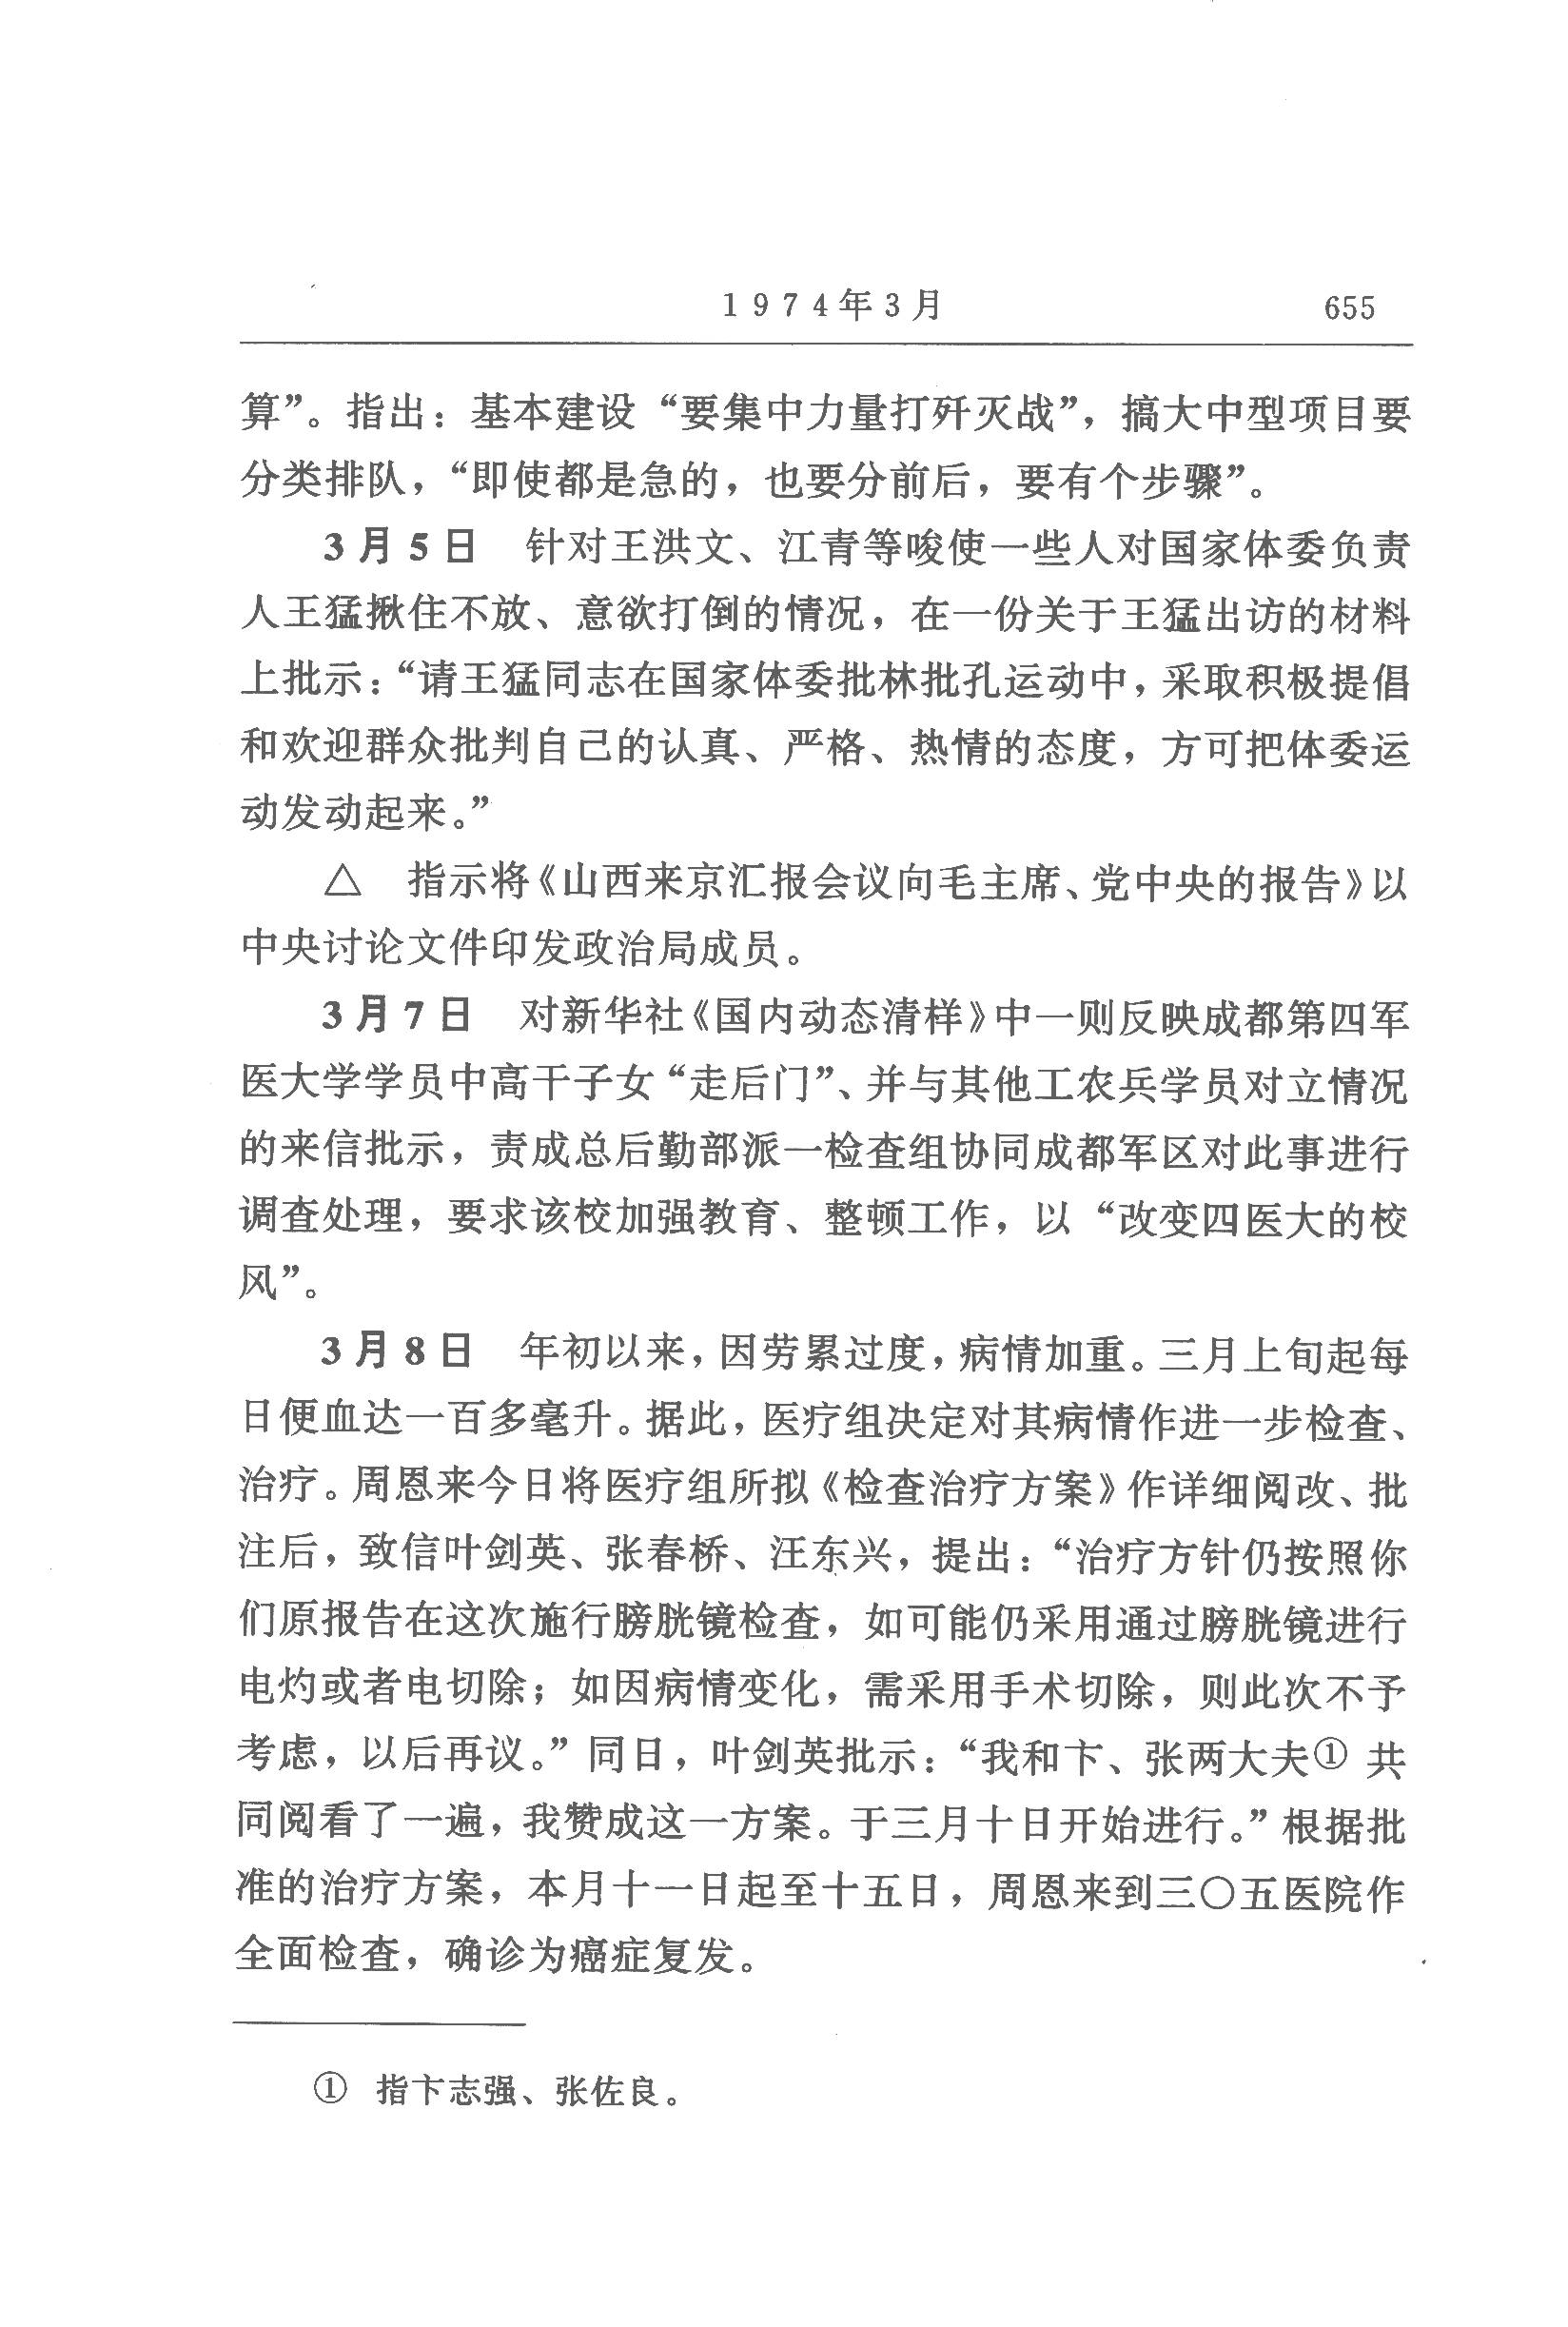 1974年3月 655
算”。指出：基本建设“要集中力量打歼灭战”，搞大中型项目要
分类排队，“即使都是急的，也要分前后，要有个步骤”。
3月5日 针对王洪文、江青等唆使一些人对国家体委负责
人王猛揪住不放、意欲打倒的情况，在一份关于王猛出访的材料
上批示：“请王猛同志在国家体委批林批孔运动中，采取积极提倡
和欢迎群众批判自己的认真、严格、热情的态度，方可把体委运
动发动起来。”
△ 指示将《山西来京汇报会议向毛主席、党中央的报告》以
中央讨论文件印发政治局成员。
3月7日 对新华社《国内动态清样》中一则反映成都第四军
医大学学员中高干子女“走后门”、并与其他工农兵学员对立情况
的来信批示，责成总后勤部派一检查组协同成都军区对此事进行
调查处理，要求该校加强教育、整顿工作，以“改变四医大的校
风”。
3月8日 年初以来，因劳累过度，病情加重。三月上旬起每
日便血达一百多毫升。据此，医疗组决定对其病情作进一步检查、
治疗。周恩来今日将医疗组所拟《检查治疗方案》作详细阅改、批
注后，致信叶剑英、张春桥、汪东兴，提出：“治疗方针仍按照你
们原报告在这次施行膀胱镜检查，如可能仍采用通过膀胱镜进行
电灼或者电切除；如因病情变化，需采用手术切除，则此次不予
考虑，以后再议。”同日，叶剑英批示：“我和卞、张两大夫① 共
同阅看了一遍，我赞成这一方案。于三月十日开始进行。”根据批
准的治疗方案，本月十一日起至十五日，周恩来到三〇五医院作
全面检查，确诊为癌症复发。
① 指卞志强、张佐良。